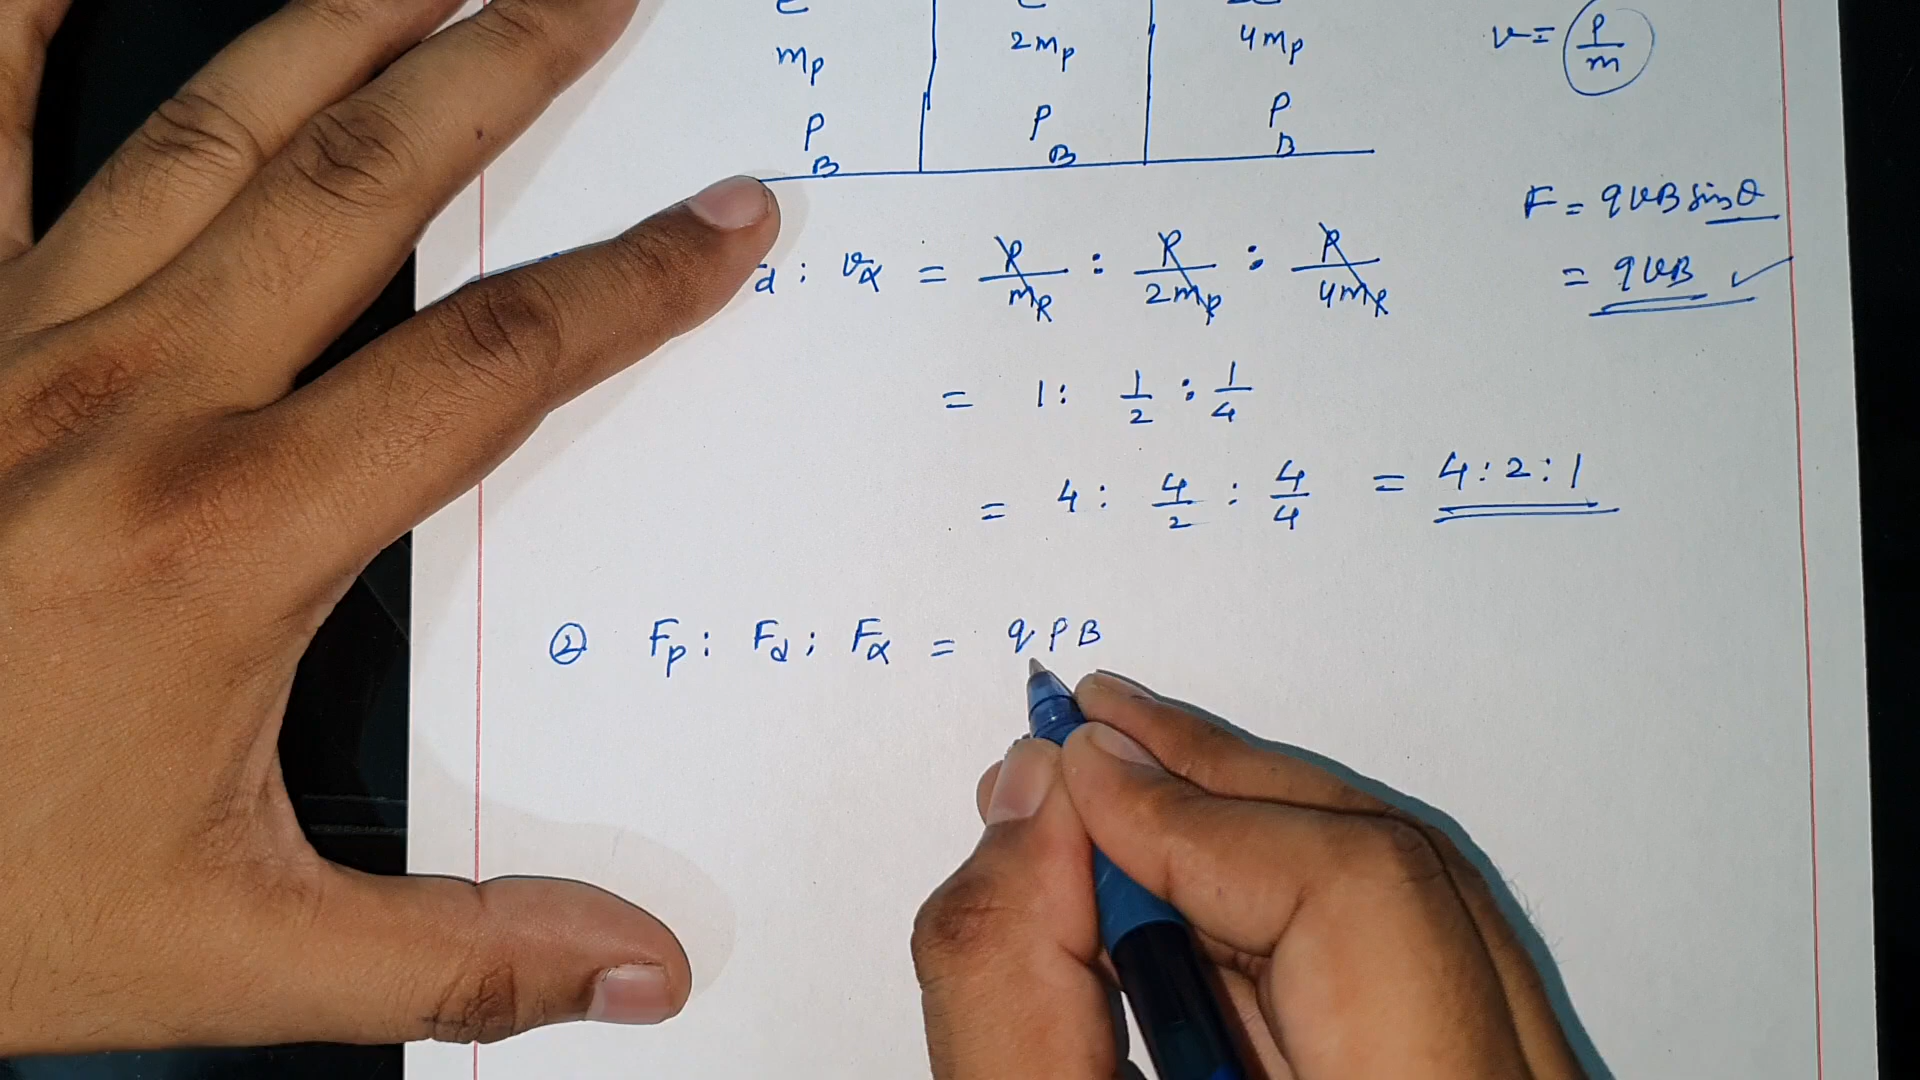 mp 2mp 4mp
v = p/m
P P P
B B B
F = qvB sinθ
d : vα = p/mp : p/2mp : p/4mp
= qvB ✓
= 1 : 1/2 : 1/4
= 4 : 4/2 : 4/4 = 4 : 2 : 1
② Fp : Fd : Fα = q P B